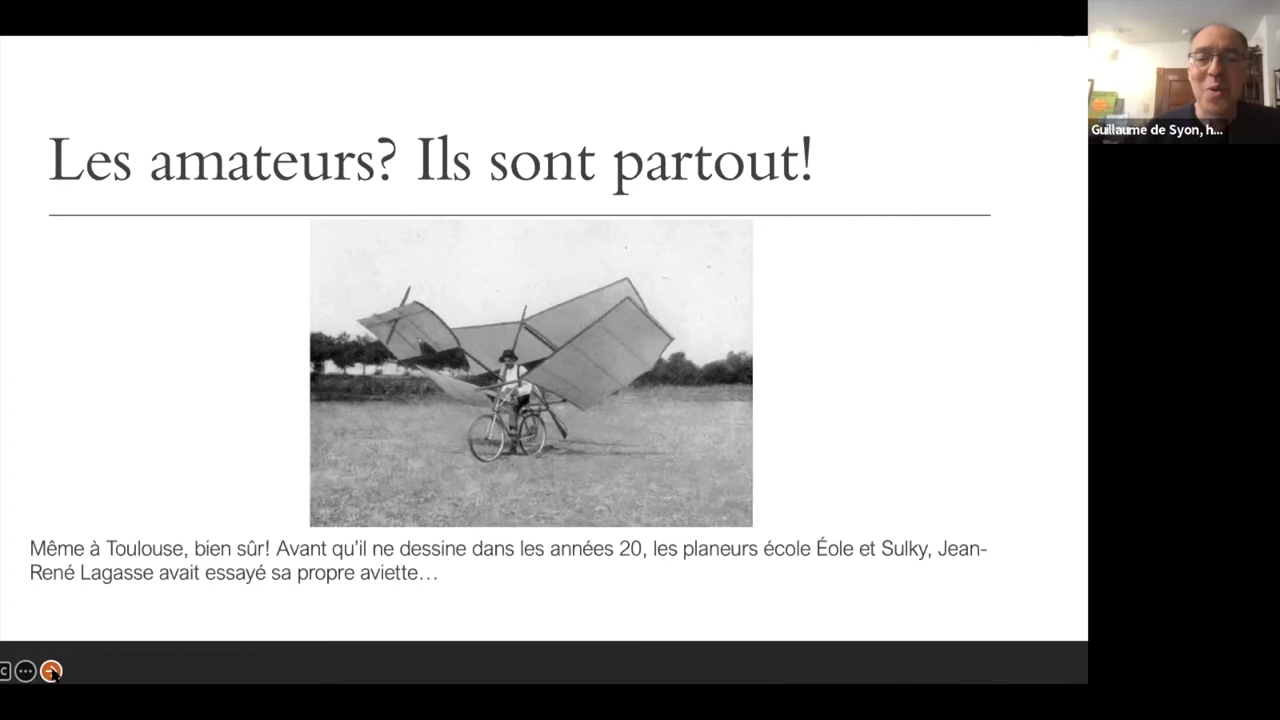 Les amateurs? Ils sont partout!
Même à Toulouse, bien sûr! Avant qu'il ne dessine dans les années 20, les planeurs école Éole et Sulky, Jean-
René Lagasse avait essayé sa propre aviette…
Guillaume de Syon, h...
C